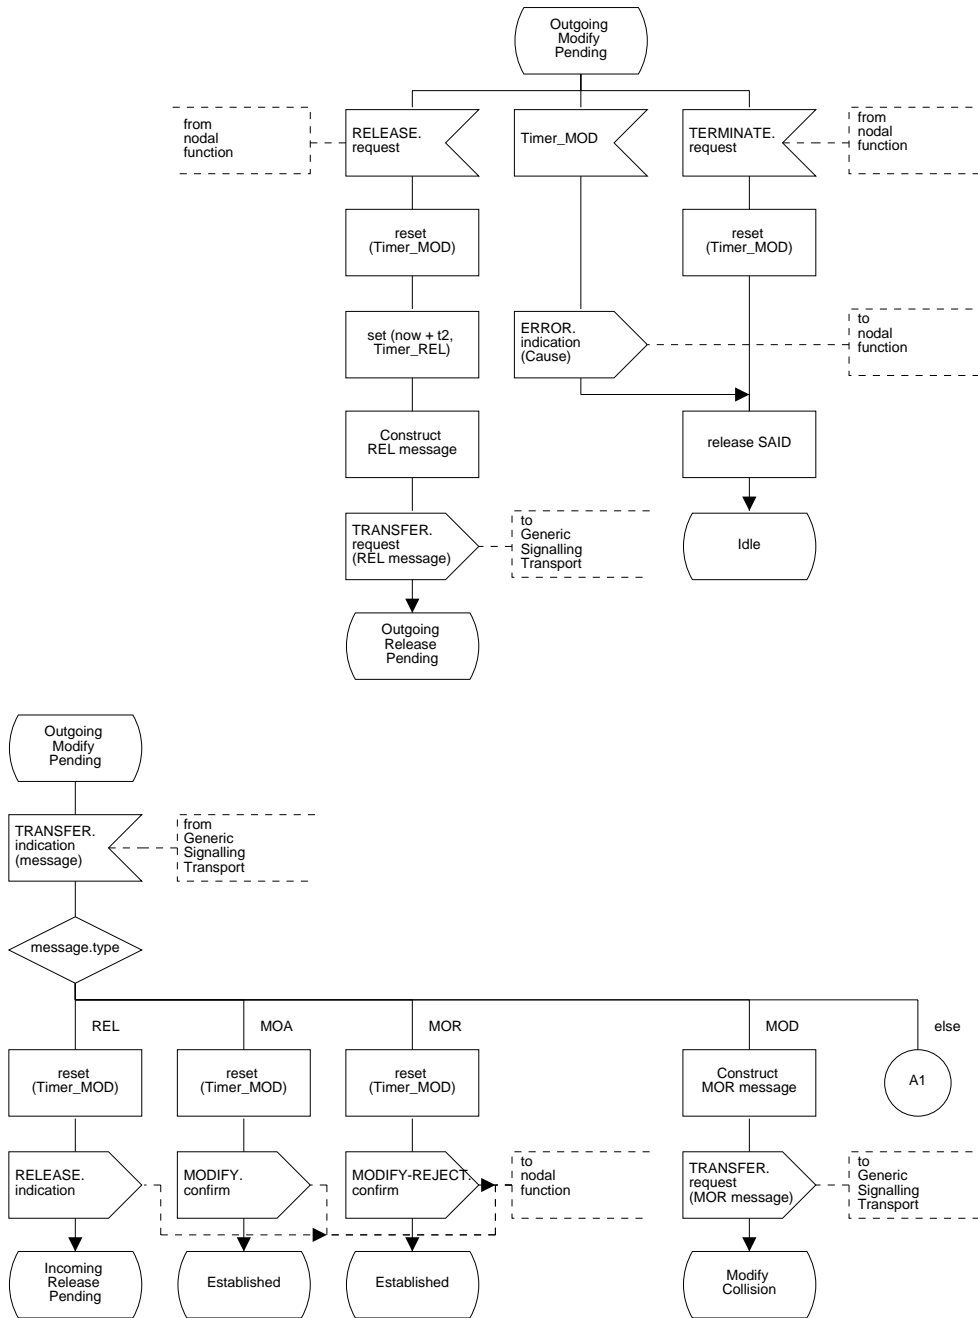 Outgoing
Modify
Pending
from
nodal
function
RELEASE.
request
Timer_MOD
TERMINATE.
request
from
nodal
function
reset
(Timer_MOD)
reset
(Timer_MOD)
set (now + t2,
Timer_REL)
ERROR.
indication
(Cause)
to
nodal
function
Construct
REL message
release SAID
TRANSFER.
request
(REL message)
to
Generic
Signalling
Transport
Idle
Outgoing
Release
Pending
Outgoing
Modify
Pending
TRANSFER.
indication
(message)
from
Generic
Signalling
Transport
message.type
REL
MOA
MOR
MOD
else
reset
(Timer_MOD)
reset
(Timer_MOD)
reset
(Timer_MOD)
Construct
MOR message
A1
RELEASE.
indication
MODIFY.
confirm
MODIFY-REJECT.
confirm
to
nodal
function
TRANSFER.
request
(MOR message)
to
Generic
Signalling
Transport
Incoming
Release
Pending
Established
Established
Modify
Collision